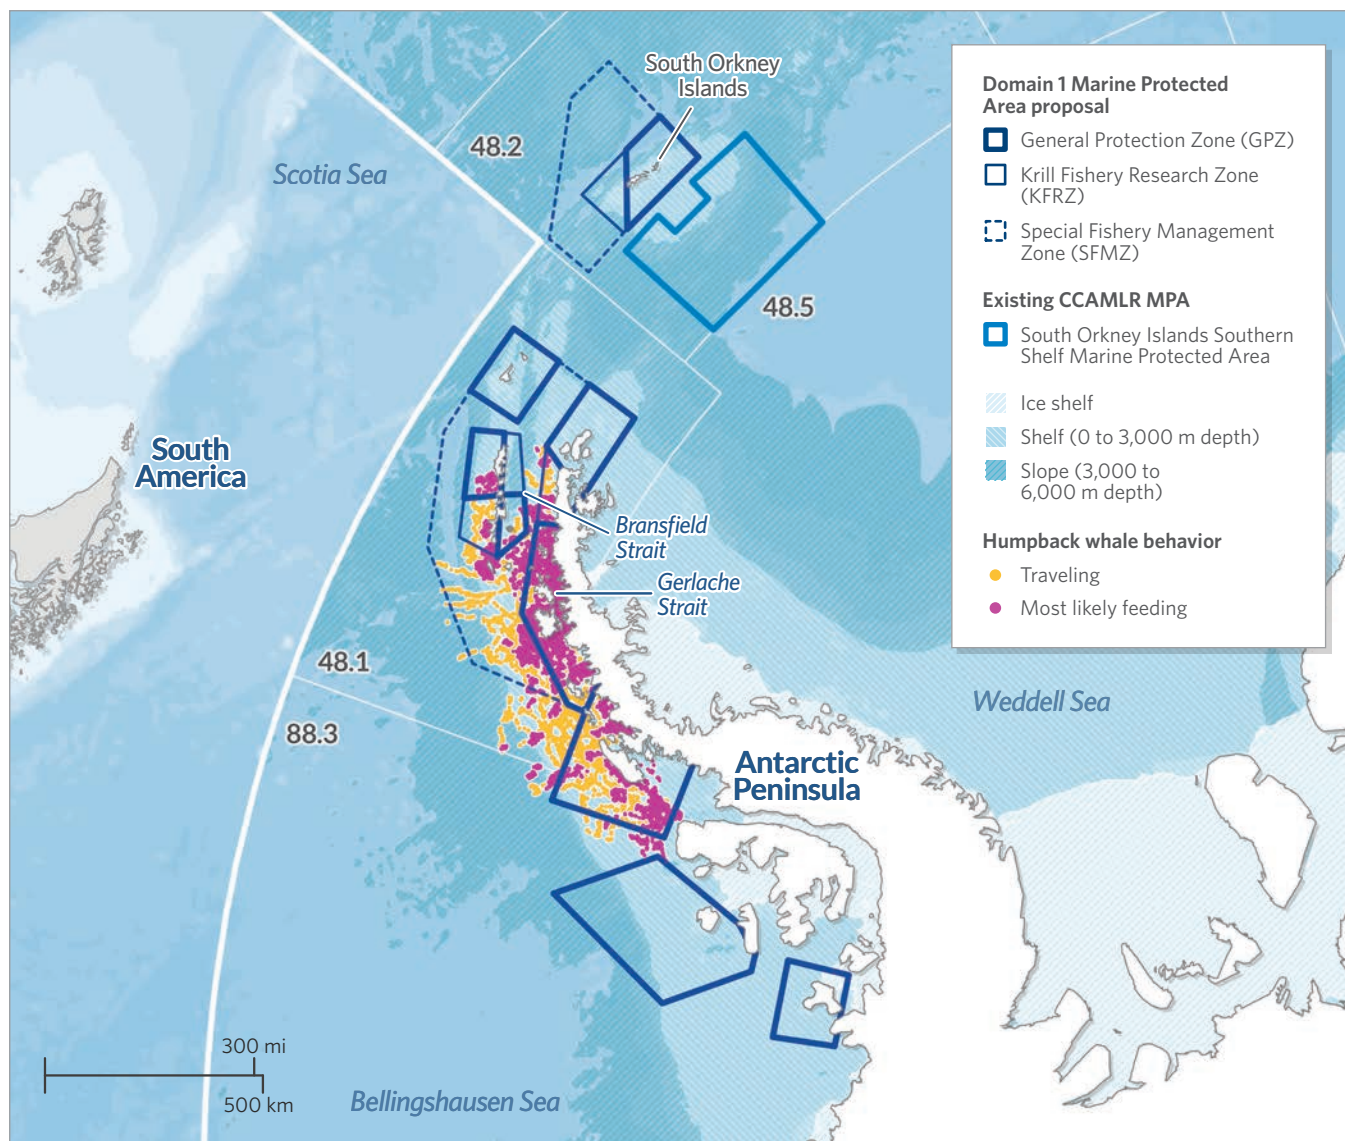 South Orkney
Islands
48.2
Scotia Sea
48.5
South
America
Bransfield
Strait
Gerlache
Strait
48.1
88.3
Weddell Sea
Antarctic
Peninsula
300 mi
500 km
Bellingshausen Sea
Domain 1 Marine Protected
Area proposal
General Protection Zone (GPZ)
Krill Fishery Research Zone
(KFRZ)
Special Fishery Management
Zone (SFMZ)
Existing CCAMLR MPA
South Orkney Islands Southern
Shelf Marine Protected Area
Ice shelf
Shelf (0 to 3,000 m depth)
Slope (3,000 to
6,000 m depth)
Humpback whale behavior
Traveling
Most likely feeding